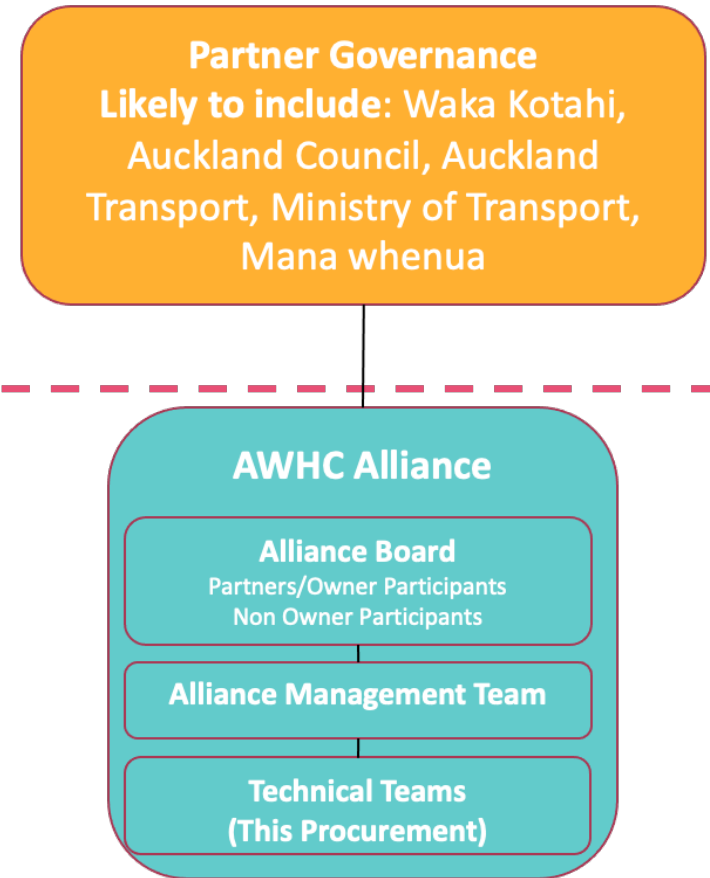 Partner Governance
Likely to include: Waka Kotahi,
Auckland Council, Auckland
Transport, Ministry of Transport,
Mana whenua
AWHC Alliance
Alliance Board
Partners/Owner Participants
Non Owner Participants
Alliance Management Team
Technical Teams
(This Procurement)